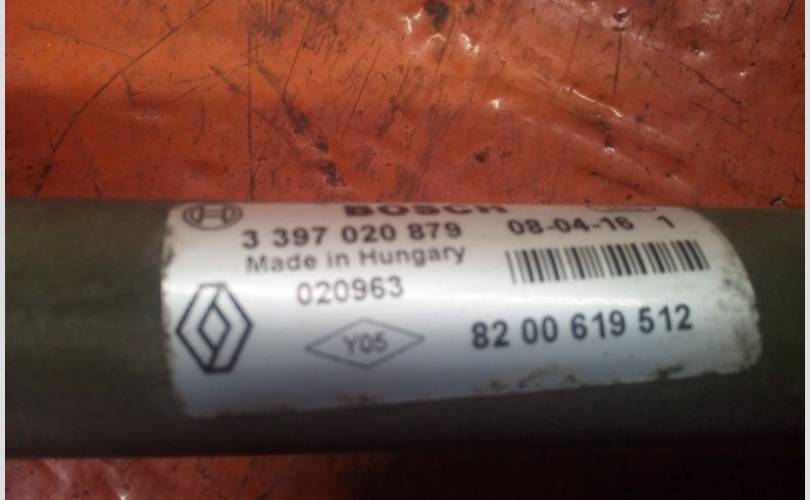 BOSCH
3 397 020 879 08-04-16 1
Made in Hungary
020963
Y05 82 00 619 512